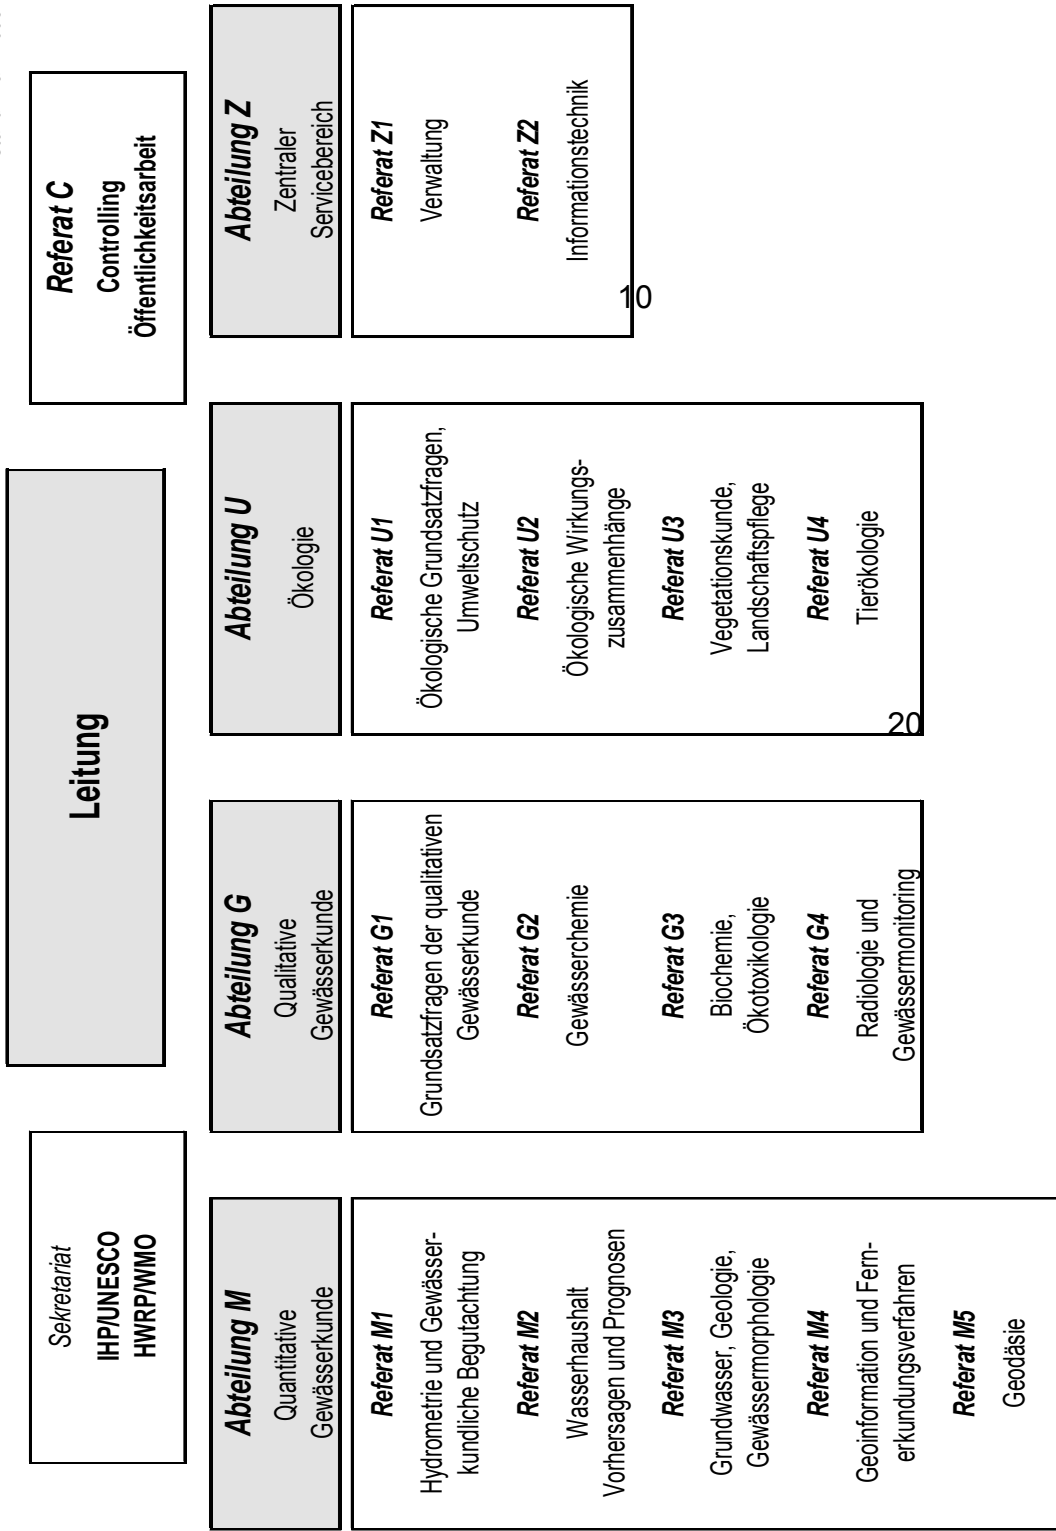 Leitung
Sekretariat
IHP/UNESCO
HWRP/WMO
Referat C
Controlling
Öffentlichkeitsarbeit
Abteilung M
Quantitative
Gewässerkunde
Referat M1
Hydrometrie und Gewässer-
kundliche Begutachtung
Referat M2
Wasserhaushalt
Vorhersagen und Prognosen
Referat M3
Grundwasser, Geologie,
Gewässermorphologie
Referat M4
Geoinformation und Fern-
erkundungsverfahren
Referat M5
Geodäsie
Abteilung G
Qualitative
Gewässerkunde
Referat G1
Grundsatzfragen der qualitativen
Gewässerkunde
Referat G2
Gewässerchemie
Referat G3
Biochemie,
Ökotoxikologie
Referat G4
Radiologie und
Gewässermonitoring
Abteilung U
Ökologie
Referat U1
Ökologische Grundsatzfragen,
Umweltschutz
Referat U2
Ökologische Wirkungs-
zusammenhänge
Referat U3
Vegetationskunde,
Landschaftspflege
Referat U4
Tierökologie
20
Abteilung Z
Zentraler
Servicebereich
Referat Z1
Verwaltung
Referat Z2
Informationstechnik
10